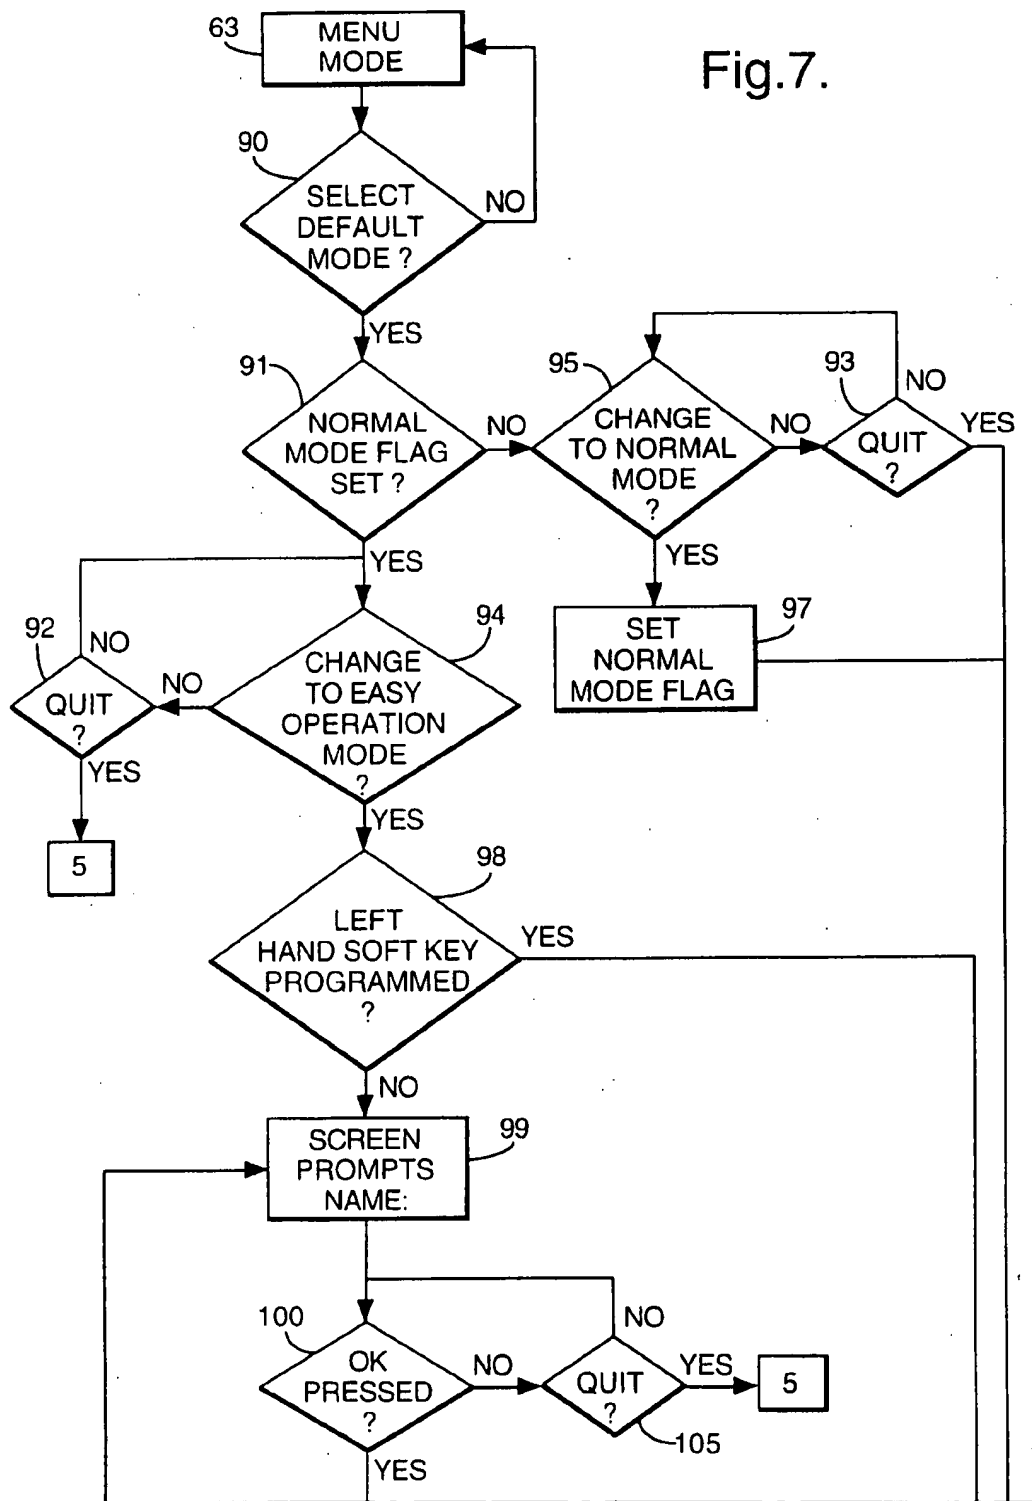 63
MENU
MODE
Fig.7.
90
SELECT
DEFAULT
MODE ?
NO
YES
91
NORMAL
MODE FLAG
SET ?
NO
95
CHANGE
TO NORMAL
MODE
?
NO
93
QUIT
?
NO
YES
YES
YES
SET
NORMAL
MODE FLAG
97
92
QUIT
?
NO
NO
YES
5
94
CHANGE
TO EASY
OPERATION
MODE
?
YES
98
LEFT
HAND SOFT KEY
PROGRAMMED
?
YES
NO
SCREEN
PROMPTS
NAME:
99
100
OK
PRESSED
?
NO
QUIT
?
NO
YES
5
105
YES